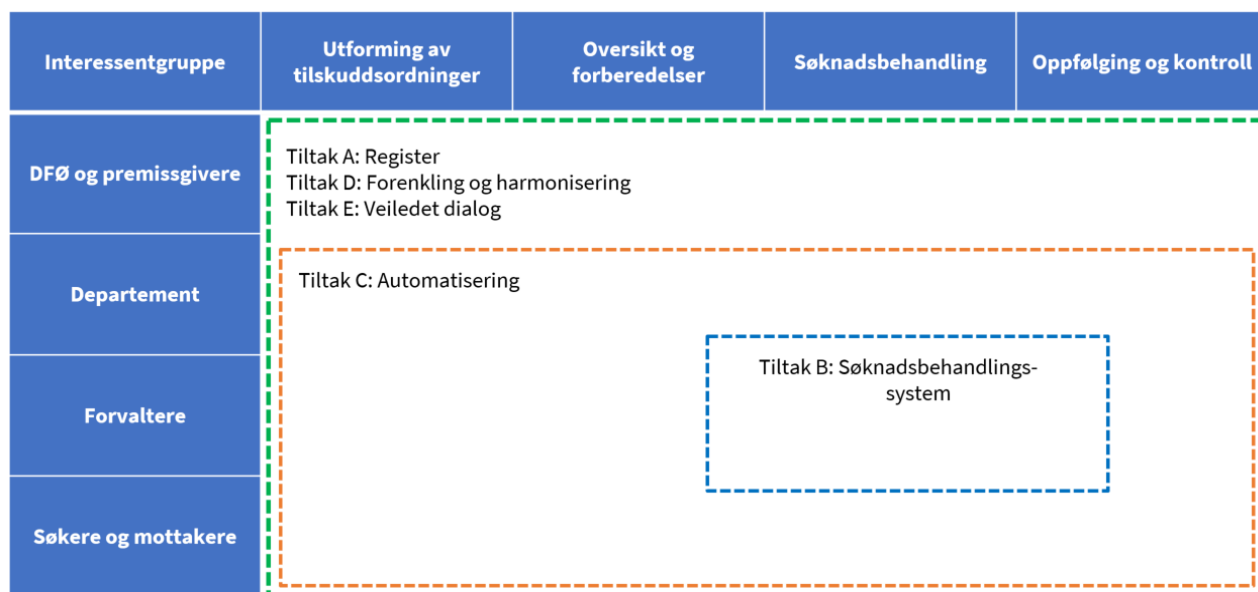 Interessentgruppe
Utforming av
tilskuddsordninger
Oversikt og
forberedelser
Søknadsbehandling
Oppfølging og kontroll
DFØ og premissgivere
Tiltak A: Register
Tiltak D: Forenkling og harmonisering
Tiltak E: Veiledet dialog
Departement
Tiltak C: Automatisering
Forvaltere
Tiltak B: Søknadsbehandlings-
system
Søkere og mottakere